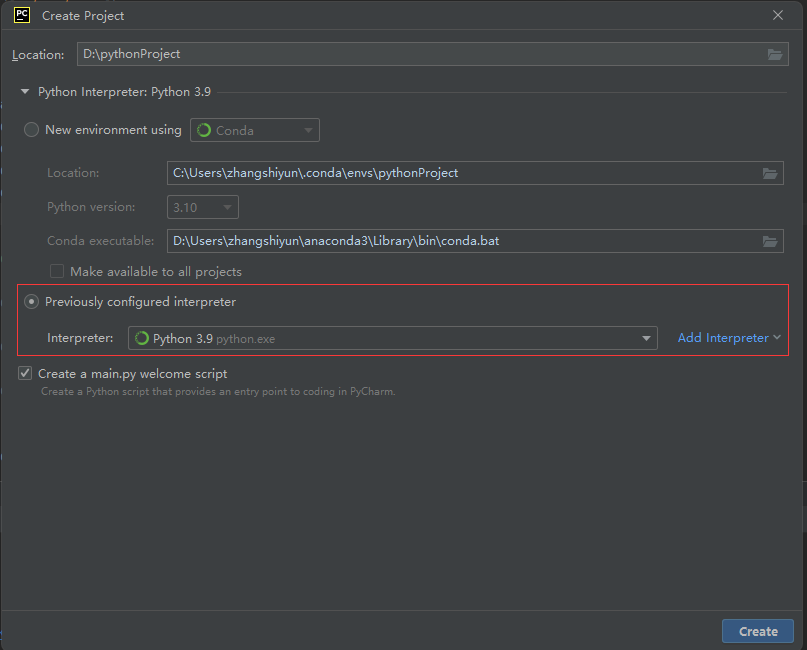 PC Create Project
Location: D:\pythonProject
Python Interpreter: Python 3.9
New environment using Conda
Location: C:\Users\zhangshiyun\.conda\envs\pythonProject
Python version: 3.10
Conda executable: D:\Users\zhangshiyun\anaconda3\Library\bin\conda.bat
Make available to all projects
Previously configured interpreter
Interpreter: Python 3.9 python.exe Add Interpreter
Create a main.py welcome script
Create a Python script that provides an entry point to coding in PyCharm.
Create